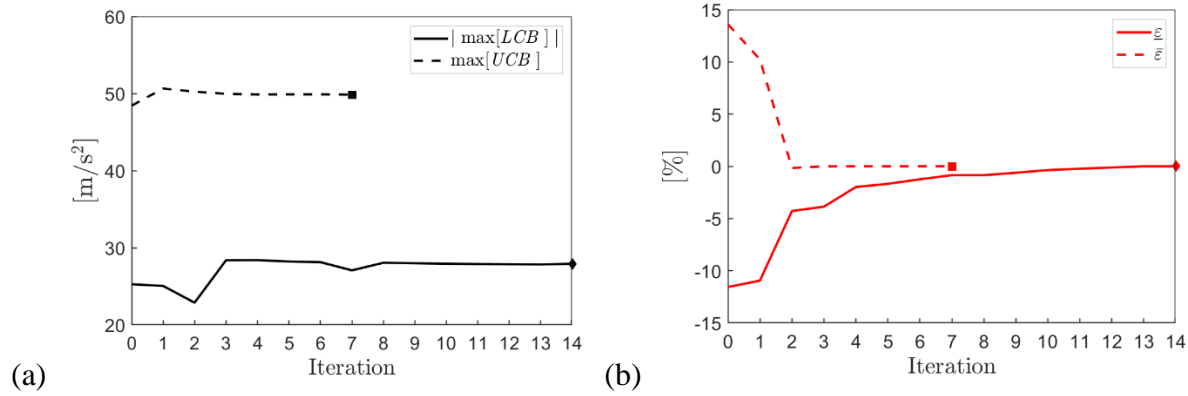 60
50
40
30
20
[m/s²]
| max[LCB ] |
max[UCB ]
0 1 2 3 4 5 6 7 8 9 10 11 12 13 14
Iteration
(a)
15
10
5
0
-5
-10
-15
[%]
ε̲
ε̄
0 1 2 3 4 5 6 7 8 9 10 11 12 13 14
Iteration
(b)